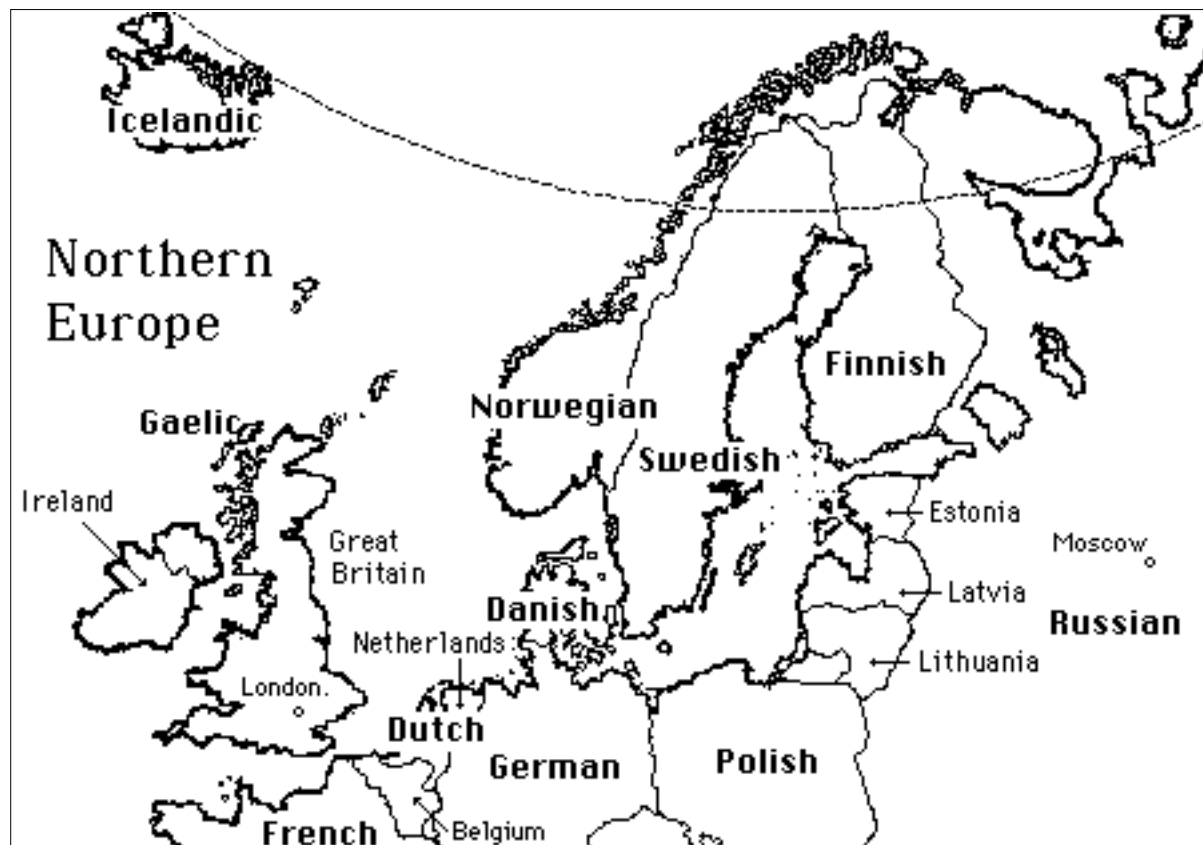 Icelandic
Northern
Europe
Finnish
Norwegian
Gaelic
Swedish
Ireland
Estonia
Great
Britain
Moscow
Latvia
Danish
Russian
Netherlands
Lithuania
London.
Dutch
German
Polish
French
Belgium